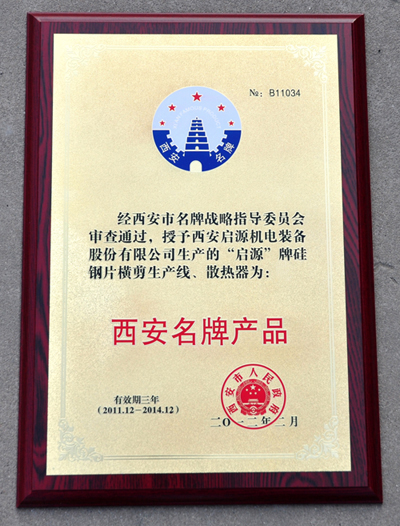 №: B11034
西安名牌
经西安市名牌战略指导委员会
审查通过，授予西安启源机电装备
股份有限公司生产的“启源”牌硅
钢片横剪生产线、散热器为：
西安名牌产品
西安市人民政府
有效期三年
(2011.12－2014.12)
二〇一二年二月